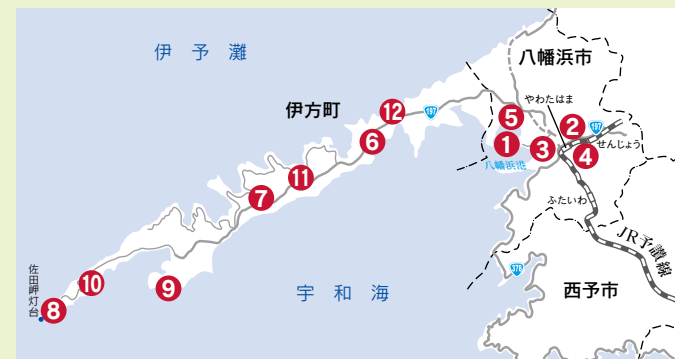 伊予灘
八幡浜市
やわたはま
伊方町
12
197
5
2
197
6
1
3
4
せんじょう
八幡浜港
11
7
ふたいわ
JR予讃線
佐田岬灯台
10
9
8
378
宇和海
西予市